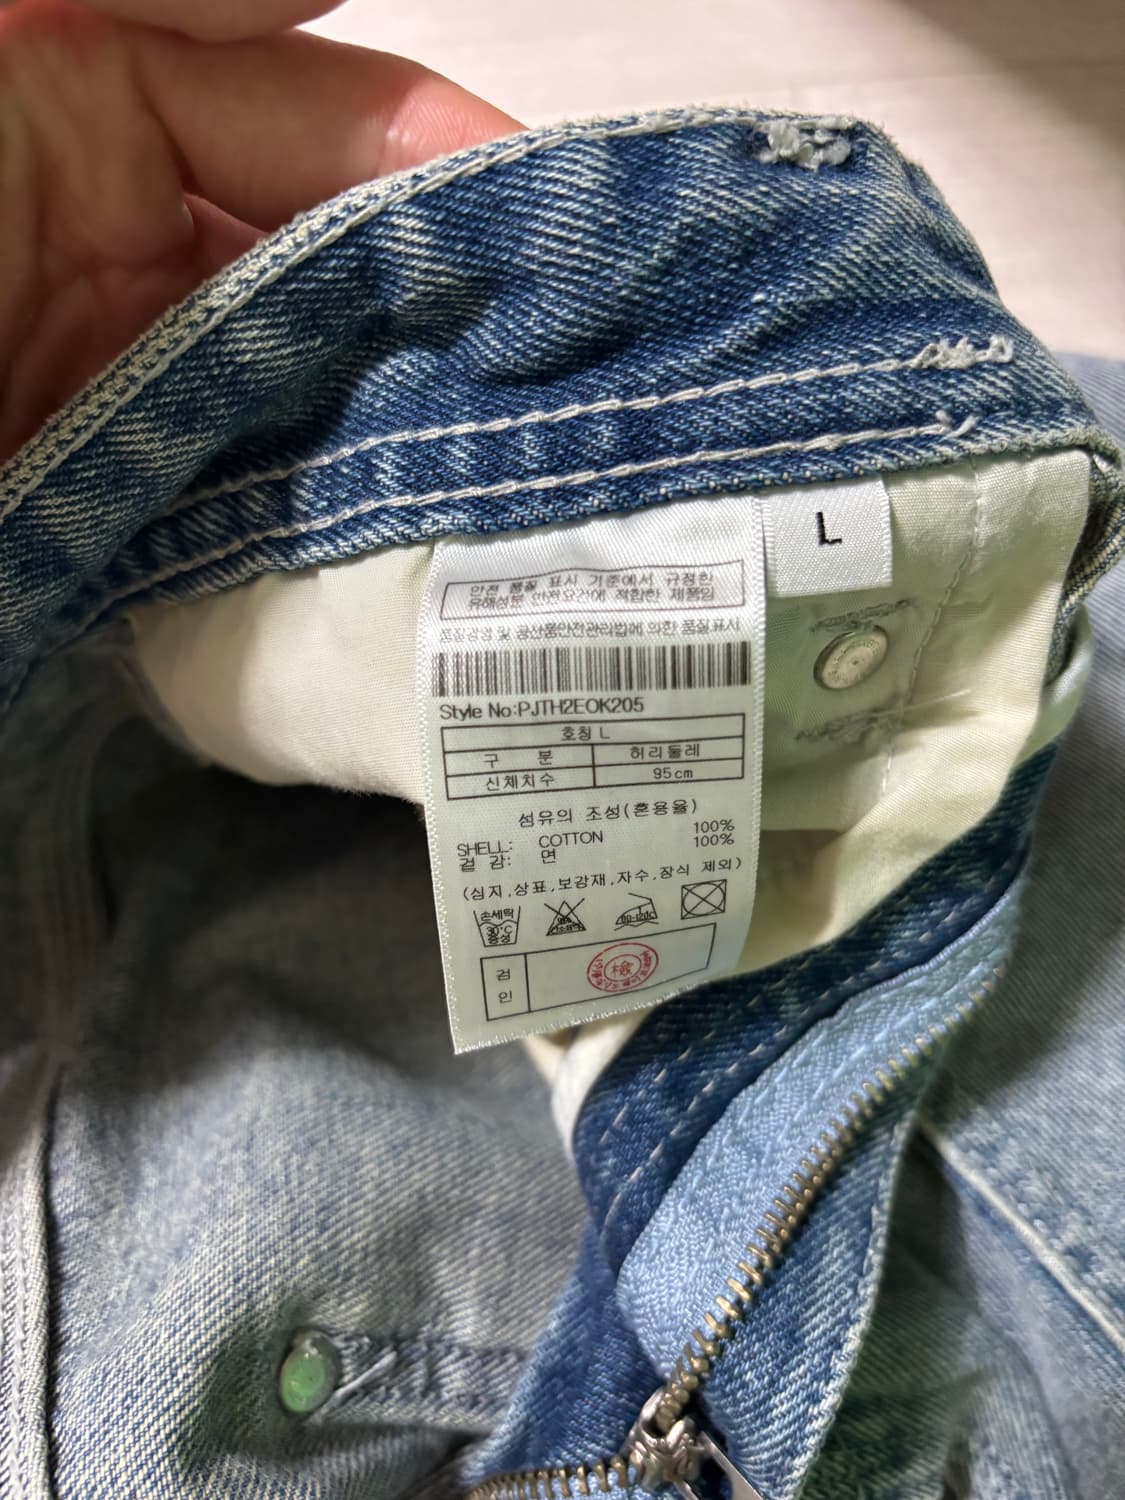 L
안전 품질 표시 기준에서 규정한
유해성분 안전요건에 적합한 제품임
품질경영 및 공산품안전관리법에 의한 품질표시
Style No:PJTH2EOK205
호칭 L
구 분 허리둘레
신체치수 95cm
섬유의 조성(혼용율)
SHELL: COTTON 100%
겉 감: 면 100%
(심지,상표,보강재,자수,장식 제외)
손세탁
30°C
중성
검
인
檢